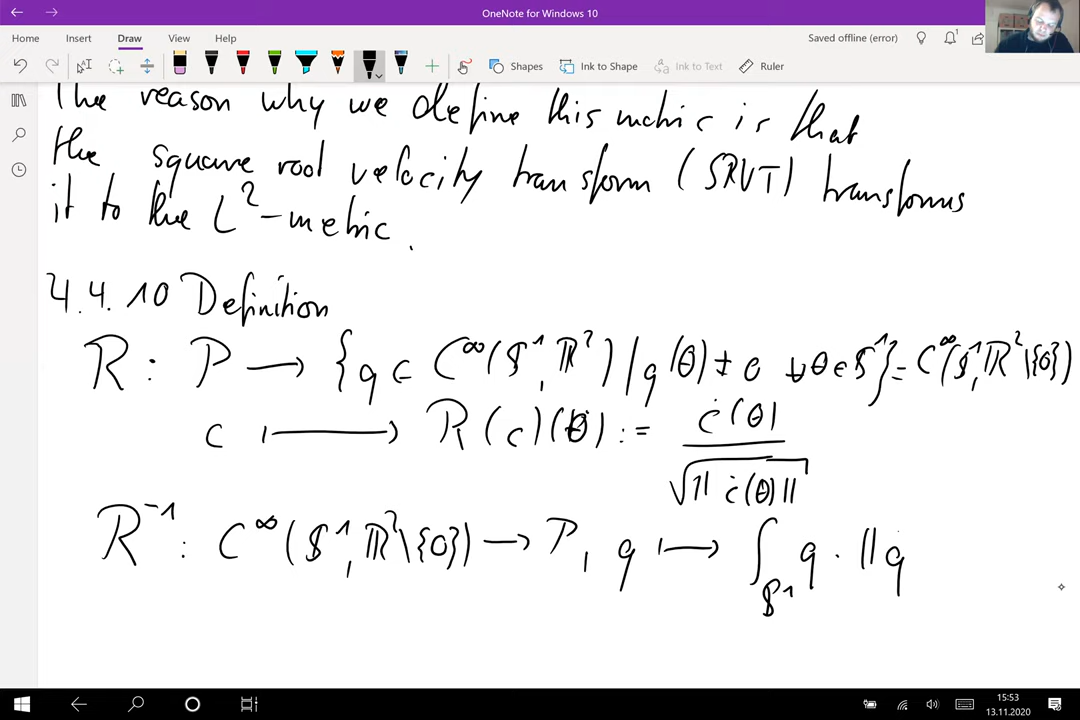 OneNote for Windows 10
Home Insert Draw View Help Saved offline (error)
Shapes Ink to Shape Ink to Text Ruler
The reason why we define this metric is that
the square root velocity transform (SRVT) transforms
it to the L²-metric.
4.4.10 Definition
R : P → {q ∈ C^∞(S¹, ℝ²) / q(θ) ≠ 0 ∀θ∈S¹} = C^∞(S¹, ℝ²\{0})
c ↦ R(c)(θ) := ċ(θ) / √‖ċ(θ)‖
R⁻¹ : C^∞(S¹, ℝ²\{0}) → P, q ↦ ∫_{S¹} q · ‖q
15:53
13.11.2020